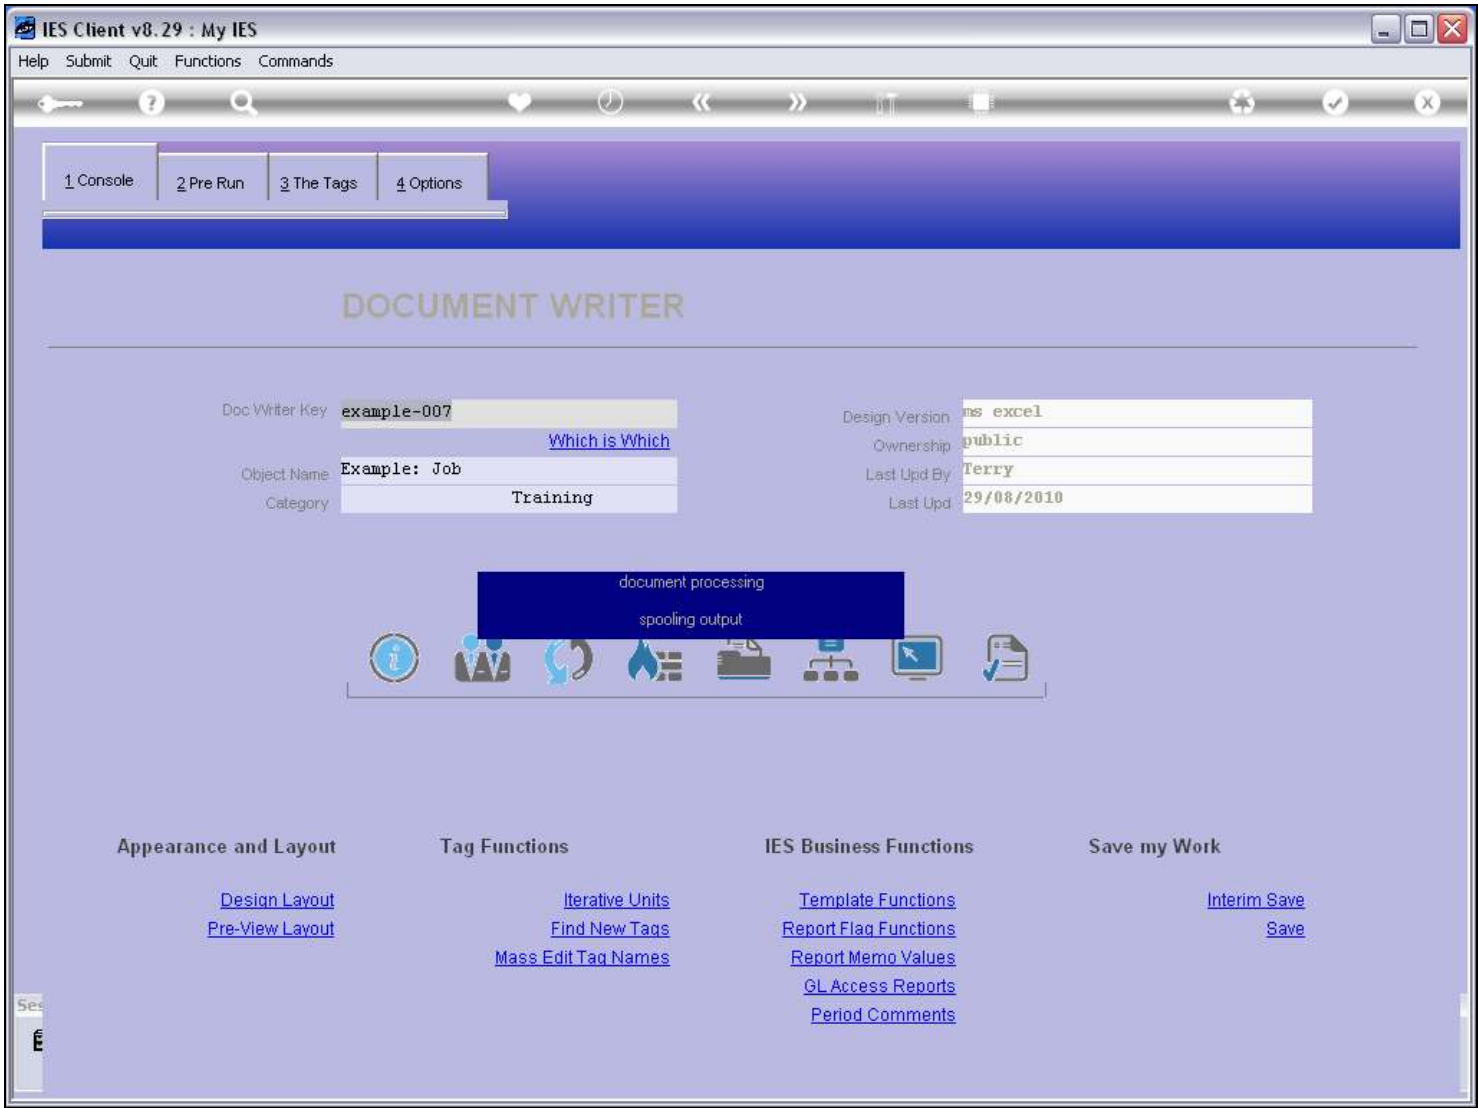 IES Client v8.29 : My IES
Help Submit Quit Functions Commands
1 Console 2 Pre Run 3 The Tags 4 Options
DOCUMENT WRITER
Doc Writer Key example-007
Which is Which
Object Name Example: Job
Category Training
Design Version ms excel
Ownership public
Last Upd By Terry
Last Upd 29/08/2010
document processing
spooling output
Appearance and Layout
Design Layout
Pre-View Layout
Tag Functions
Iterative Units
Find New Tags
Mass Edit Tag Names
IES Business Functions
Template Functions
Report Flag Functions
Report Memo Values
GL Access Reports
Period Comments
Save my Work
Interim Save
Save